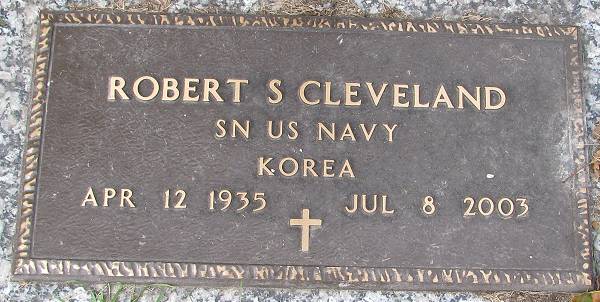 ROBERT S CLEVELAND
SN US NAVY
KOREA
APR 12 1935 JUL 8 2003